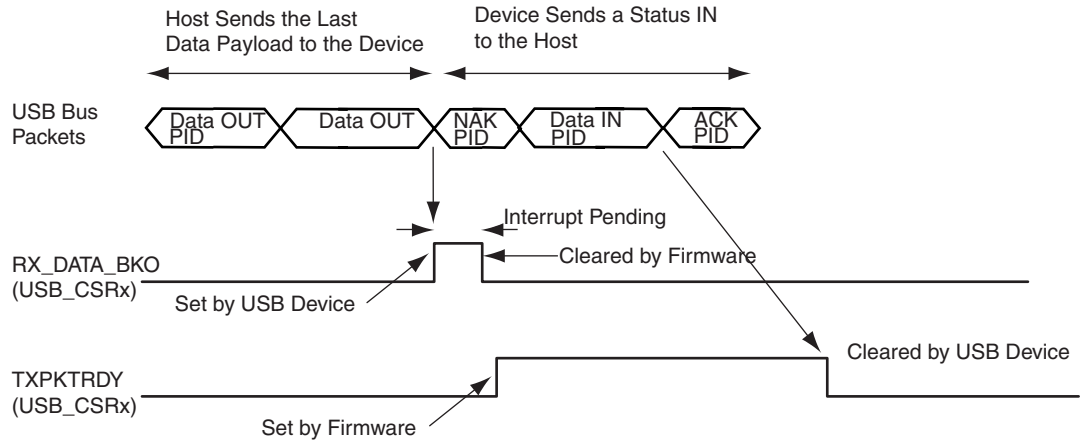 Host Sends the Last
Data Payload to the Device
Device Sends a Status IN
to the Host
USB Bus
Packets
Data OUT
PID
Data OUT
NAK
PID
Data IN
PID
ACK
PID
Interrupt Pending
Cleared by Firmware
RX_DATA_BKO
(USB_CSRx)
Set by USB Device
Cleared by USB Device
TXPKTRDY
(USB_CSRx)
Set by Firmware